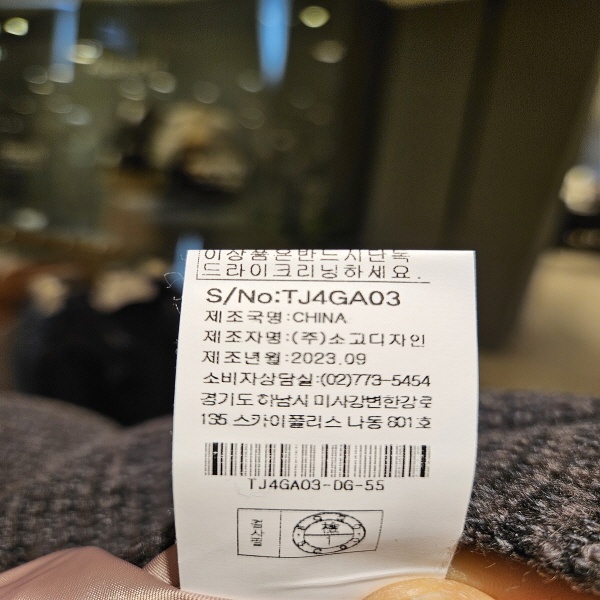 이상품은반드시단독
드라이크리닝하세요.
S/No:TJ4GA03
제조국명:CHINA
제조자명:(주)소고디자인
제조년월:2023.09
소비자상담실:(02)773-5454
경기도 하남시 미사강변한강로
135 스카이폴리스 나동 801호
TJ4GA03-DG-55
검사필